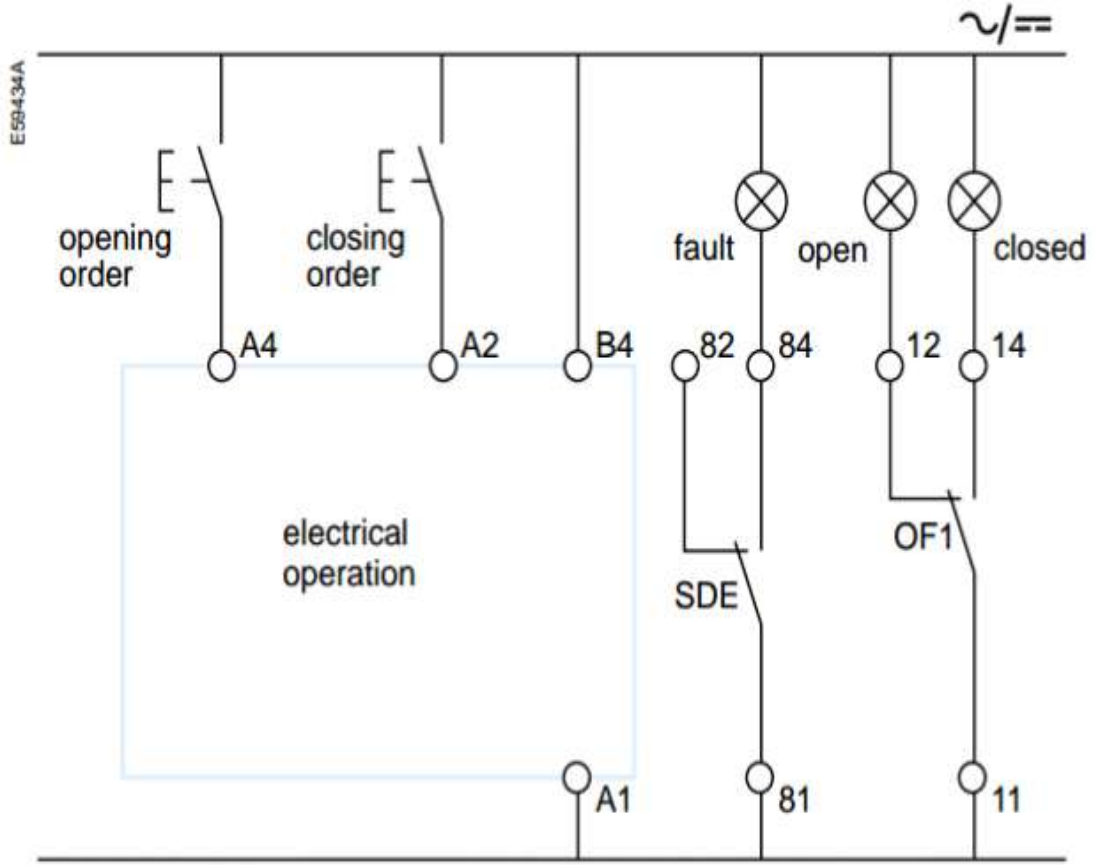 ∼/⎓
E59434A
opening
order
closing
order
fault
open
closed
A4
A2
B4
82
84
12
14
electrical
operation
OF1
SDE
A1
81
11